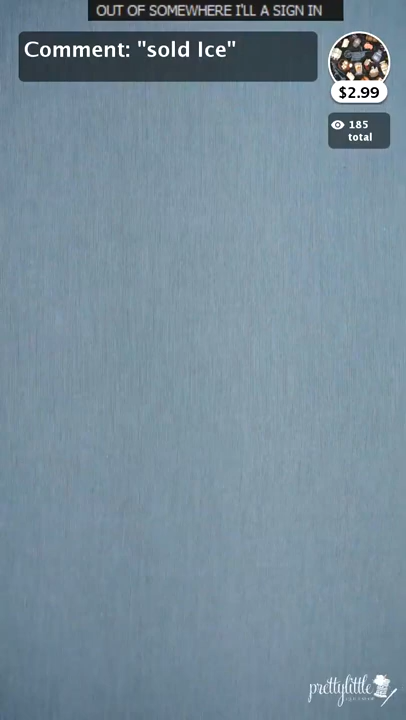 OUT OF SOMEWHERE I'LL A SIGN IN
Comment: "sold Ice"
$2.99
185
total
prettylittle